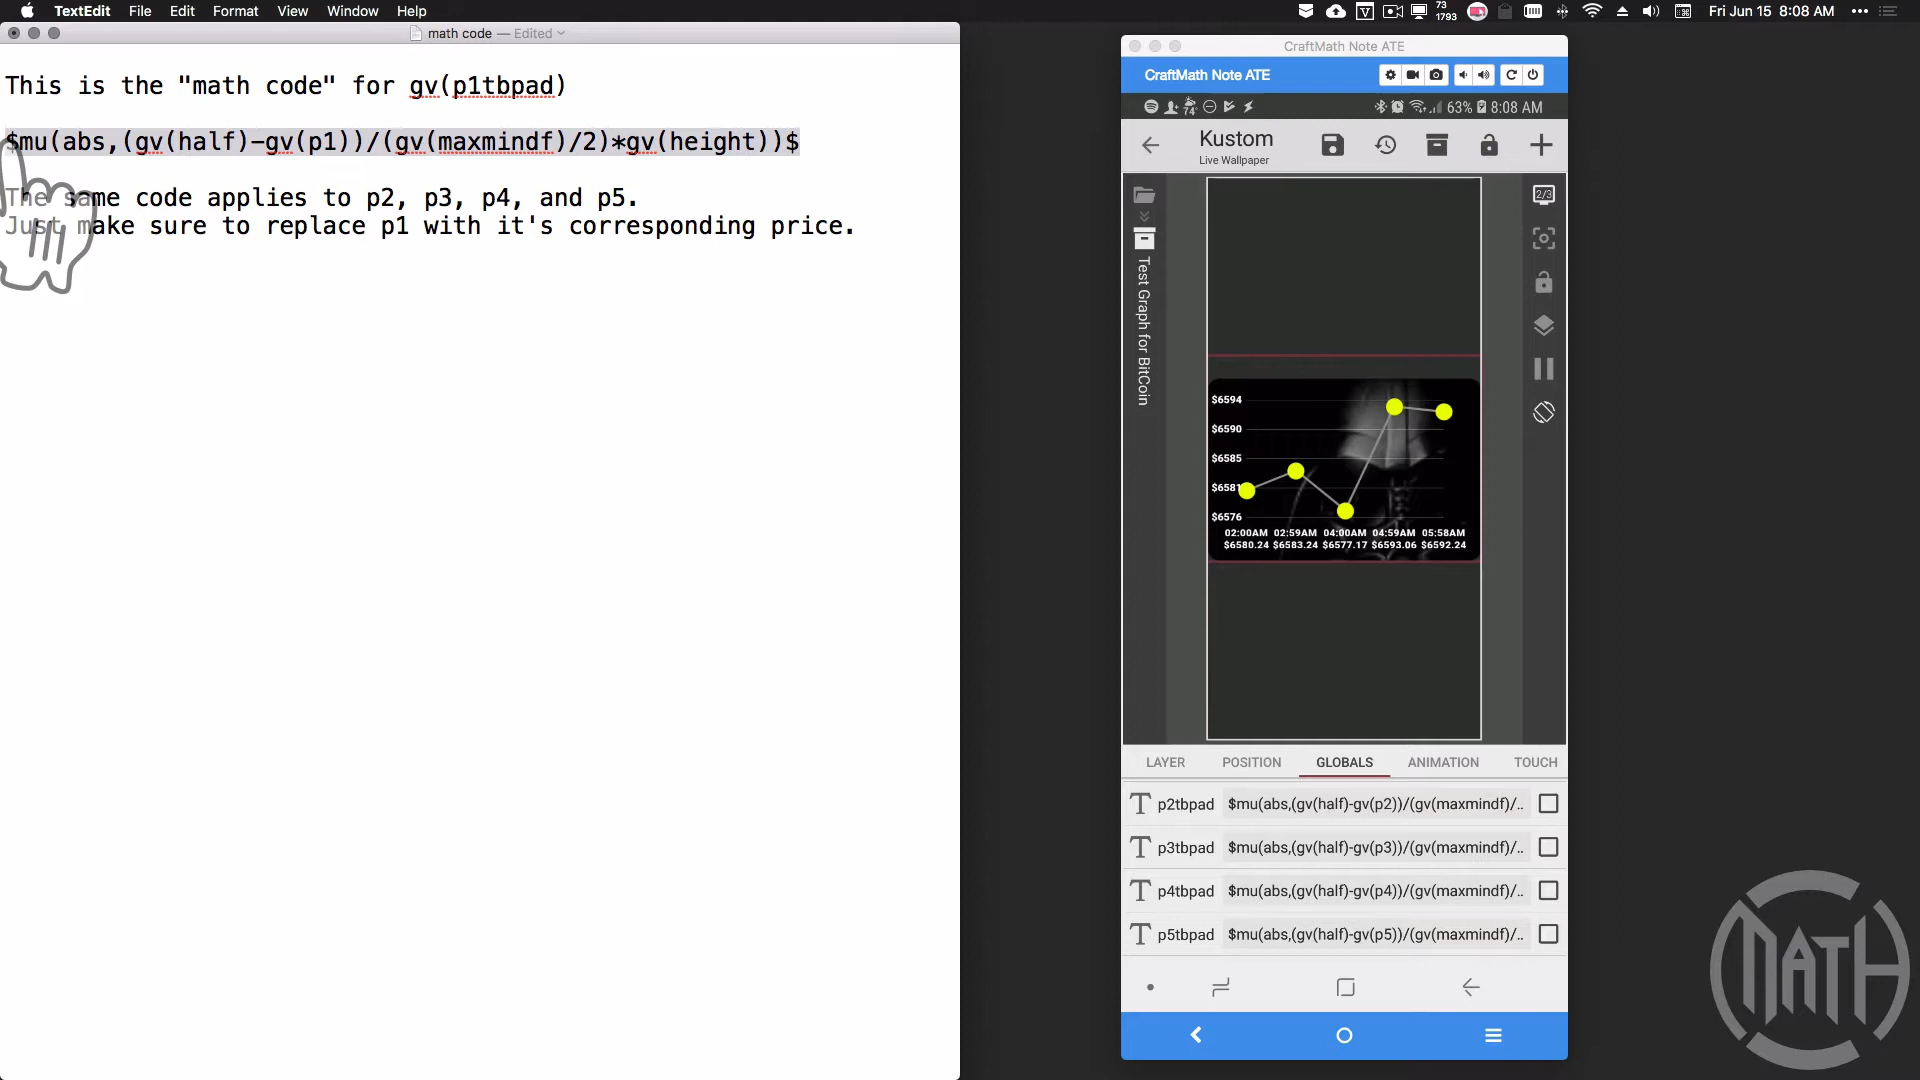 TextEdit File Edit Format View Window Help
73
1793
Fri Jun 15 8:08 AM
math code — Edited
This is the "math code" for gv(p1tbpad)
$mu(abs,(gv(half)-gv(p1))/(gv(maxmindf)/2)*gv(height))$
The same code applies to p2, p3, p4, and p5.
Just make sure to replace p1 with it's corresponding price.
CraftMath Note ATE
CraftMath Note ATE
74° 63% 8:08 AM
Kustom
Live Wallpaper
2/3
Test Graph for BitCoin
$6594
$6590
$6585
$6581
$6576
02:00AM 02:59AM 04:00AM 04:59AM 05:58AM
$6580.24 $6583.24 $6577.17 $6593.06 $6592.24
LAYER POSITION GLOBALS ANIMATION TOUCH
p2tbpad $mu(abs,(gv(half)-gv(p2))/(gv(maxmindf)/..
p3tbpad $mu(abs,(gv(half)-gv(p3))/(gv(maxmindf)/..
p4tbpad $mu(abs,(gv(half)-gv(p4))/(gv(maxmindf)/..
p5tbpad $mu(abs,(gv(half)-gv(p5))/(gv(maxmindf)/..
MATH